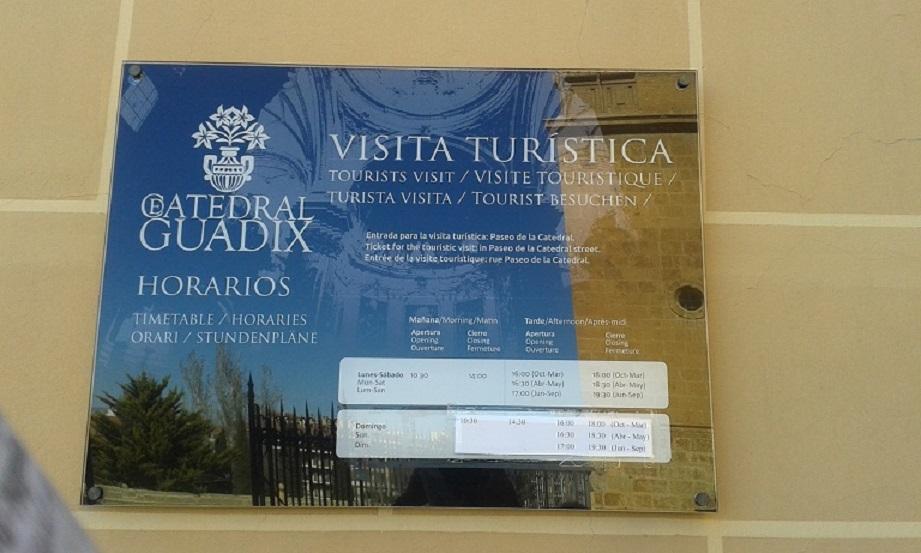 CATEDRAL
GUADIX
HORARIOS
TIMETABLE / HORARIES
ORARI / STUNDENPLÄNE
VISITA TURÍSTICA
TOURISTS VISIT / VISITE TOURISTIQUE /
TURISTA VISITA / TOURIST BESUCHEN /
Entrada para la visita turística: Paseo de la Catedral.
Ticket for the touristic visit: in Paseo de la Catedral street.
Entrée de la visite touristique: rue Paseo de la Catedral.
Mañana/Morning/Matin Tarde/Afternoon/Après-midi
Apertura Cierre Apertura Cierre
Opening Closing Opening Closing
Ouverture Fermeture Ouverture Fermeture
Lunes-Sábado 10:30 14:00 16:00 (Oct-Mar) 18:00 (Oct-Mar)
Mun-Sat 16:30 (Abr-May) 18:30 (Abr-May)
Lum-Sam 17:00 (Jun-Sep) 19:30 (Jun-Sep)
Domingo 10:30 14:30 16:00 18:00 (Oct - Mar)
Sun. 16:30 18:30 (Abr - May)
Dim. 17:00 19:30 (Jun - Sep)